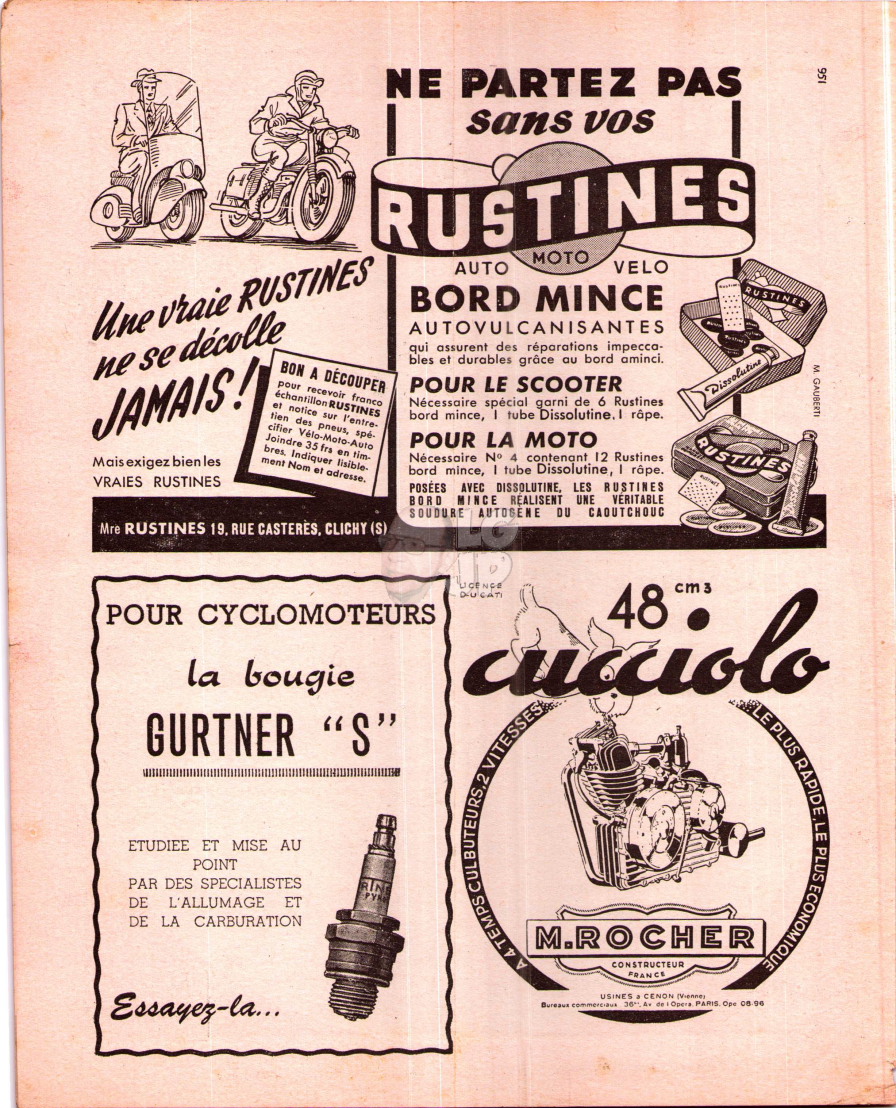 156
NE PARTEZ PAS
sans vos
RUSTINES
AUTO MOTO VELO
BORD MINCE
AUTOVULCANISANTES
qui assurent des réparations impecca-
bles et durables grâce au bord aminci.
POUR LE SCOOTER
Nécessaire spécial garni de 6 Rustines
bord mince, 1 tube Dissolutine, 1 râpe.
POUR LA MOTO
Nécessaire No 4 contenant 12 Rustines
bord mince, 1 tube Dissolutine, 1 râpe.
POSÉES AVEC DISSOLUTINE, LES RUSTINES
BORD MINCE RÉALISENT UNE VÉRITABLE
SOUDURE AUTOGÈNE DU CAOUTCHOUC
RUSTINES
RUSTINES
Dissolutine
RUSTINES
M. GAUBERTI
Une vraie RUSTINES
ne se décolle
JAMAIS!
BON A DÉCOUPER
pour recevoir franco
échantillon RUSTINES
et notice sur l'entre-
tien des pneus, spé-
cifier Vélo-Moto-Auto
Joindre 35 frs en tim-
bres. Indiquer lisible-
ment Nom et adresse.
Mais exigez bien les
VRAIES RUSTINES
Mre RUSTINES 19, RUE CASTERÈS, CLICHY (S)
LG
POUR CYCLOMOTEURS
la bougie
GURTNER "S"
ETUDIEE ET MISE AU
POINT
PAR DES SPECIALISTES
DE L'ALLUMAGE ET
DE LA CARBURATION
Essayez-la...
LICENCE
DUCATI
48 cm3
cucciolo
A 4 TEMPS CULBUTEURS, 2 VITESSES
LE PLUS RAPIDE, LE PLUS ECONOMIQUE
M.ROCHER
CONSTRUCTEUR
FRANCE
USINES à CENON (Vienne)
Bureaux commerciaux. 36bis, Av. de l Opera. PARIS. Ope 08-96